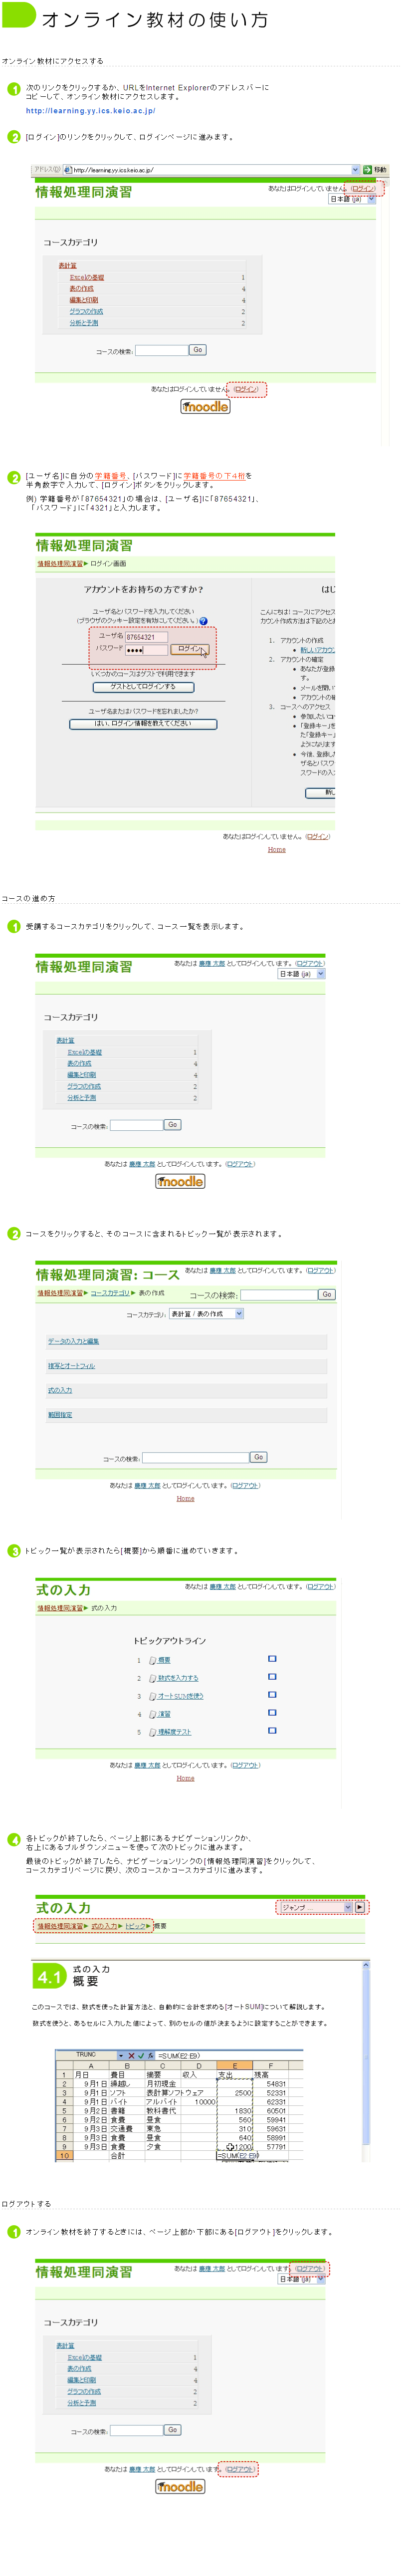 オンライン教材の使い方
オンライン教材にアクセスする
1 次のリンクをクリックするか、URLをInternet Explorerのアドレスバーに
コピーして、オンライン教材にアクセスします。
http://learning.yy.ics.keio.ac.jp/
2 [ログイン]のリンクをクリックして、ログインページに進みます。
アドレス(D) http://learning.yy.ics.keio.ac.jp/ 移動
情報処理同演習 あなたはログインしていません。 (ログイン)
日本語 (ja)
コースカテゴリ
表計算
Excelの基礎 1
表の作成 4
編集と印刷 4
グラフの作成 2
分析と予測 2
コースの検索: Go
あなたはログインしていません。 (ログイン)
moodle
2 [ユーザ名]に自分の学籍番号、[パスワード]に学籍番号の下4桁を
半角数字で入力して、[ログイン]ボタンをクリックします。
例) 学籍番号が「87654321」の場合は、[ユーザ名]に「87654321」、
「パスワード」に「4321」と入力します。
情報処理同演習
情報処理同演習 ▶ ログイン画面
アカウントをお持ちの方ですか? はじ
ユーザ名とパスワードを入力してください
(ブラウザのクッキー設定を有効にしてください。) ?
ユーザ名 87654321
パスワード ●●●● ログイン
いくつかのコースはゲストで利用できます
ゲストとしてログインする
ユーザ名またはパスワードを忘れましたか?
はい、ログイン情報を教えてください
こんにちは! コースにアクセス
カウント作成方法は下記のとお
1. アカウントの作成
新しいアカウン
2. アカウントの確定
あなたが登録
す。
メールを開い
アカウントの確
3. コースへのアクセス
参加したいコー
「登録キー」を
た「登録キー」
ようになります
今後、登録した
ザ名とパスワ
スワードの入
新し
あなたはログインしていません。 (ログイン)
Home
コースの進め方
1 受講するコースカテゴリをクリックして、コース一覧を表示します。
情報処理同演習 あなたは 慶應 太郎 としてログインしています。 (ログアウト)
日本語 (ja)
コースカテゴリ
表計算
Excelの基礎 1
表の作成 4
編集と印刷 4
グラフの作成 2
分析と予測 2
コースの検索: Go
あなたは 慶應 太郎 としてログインしています。 (ログアウト)
moodle
2 コースをクリックすると、そのコースに含まれるトピック一覧が表示されます。
情報処理同演習: コース あなたは 慶應 太郎 としてログインしています。 (ログアウト)
情報処理同演習 ▶ コースカテゴリ ▶ 表の作成 コースの検索: Go
コースカテゴリ: 表計算 / 表の作成
データの入力と編集
複写とオートフィル
式の入力
範囲指定
コースの検索: Go
あなたは 慶應 太郎 としてログインしています。 (ログアウト)
Home
3 トピック一覧が表示されたら[概要]から順番に進めていきます。
式の入力 あなたは 慶應 太郎 としてログインしています。 (ログアウト)
情報処理同演習 ▶ 式の入力
トピックアウトライン
1 概要
2 数式を入力する
3 オートSUMを使う
4 演習
5 理解度テスト
あなたは 慶應 太郎 としてログインしています。 (ログアウト)
Home
4 各トピックが終了したら、ページ上部にあるナビゲーションリンクか、
右上にあるプルダウンメニューを使って次のトピックに進みます。
最後のトピックが終了したら、ナビゲーションリンクの[情報処理同演習]をクリックして、
コースカテゴリページに戻り、次のコースかコースカテゴリに進みます。
式の入力 ジャンプ ...
情報処理同演習 ▶ 式の入力 ▶ トピック ▶ 概要
4.1 式の入力
概要
このコースでは、数式を使った計算方法と、自動的に合計を求める[オートSUM]について解説します。
数式を使うと、あるセルに入力した値によって、別のセルの値が決まるように設定することができます。
TRUNC =SUM(E2:E9)
A B C D E F
1 月日 費目 摘要 収入 支出 残高
2 9月1日 繰越し 月初現金 54831
3 9月1日 ソフト 表計算ソフトウェア 2500 52331
4 9月1日 バイト アルバイト 10000 62331
5 9月2日 書籍 教科書代 1830 60501
6 9月2日 食費 昼食 560 59941
7 9月3日 交通費 東急 310 59631
8 9月3日 食費 昼食 640 58991
9 9月3日 食費 夕食 1200 57791
10 合計 =SUM(E2:E9)
ログアウトする
1 オンライン教材を終了するときには、ページ上部か下部にある[ログアウト]をクリックします。
情報処理同演習 あなたは 慶應 太郎 としてログインしています。 (ログアウト)
日本語 (ja)
コースカテゴリ
表計算
Excelの基礎 1
表の作成 4
編集と印刷 4
グラフの作成 2
分析と予測 2
コースの検索: Go
あなたは 慶應 太郎 としてログインしています。 (ログアウト)
moodle